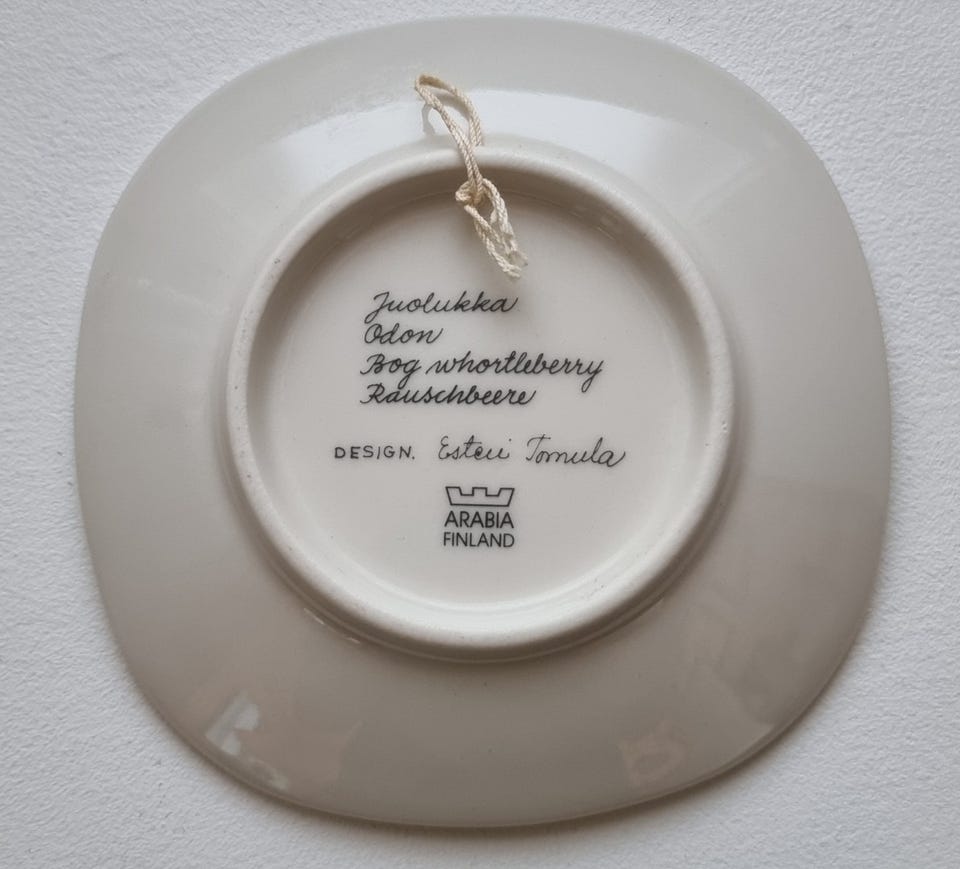 Juolukka
Odon
Bog whortleberry
Rauschbeere
DESIGN. Esteri Tomula
ARABIA
FINLAND